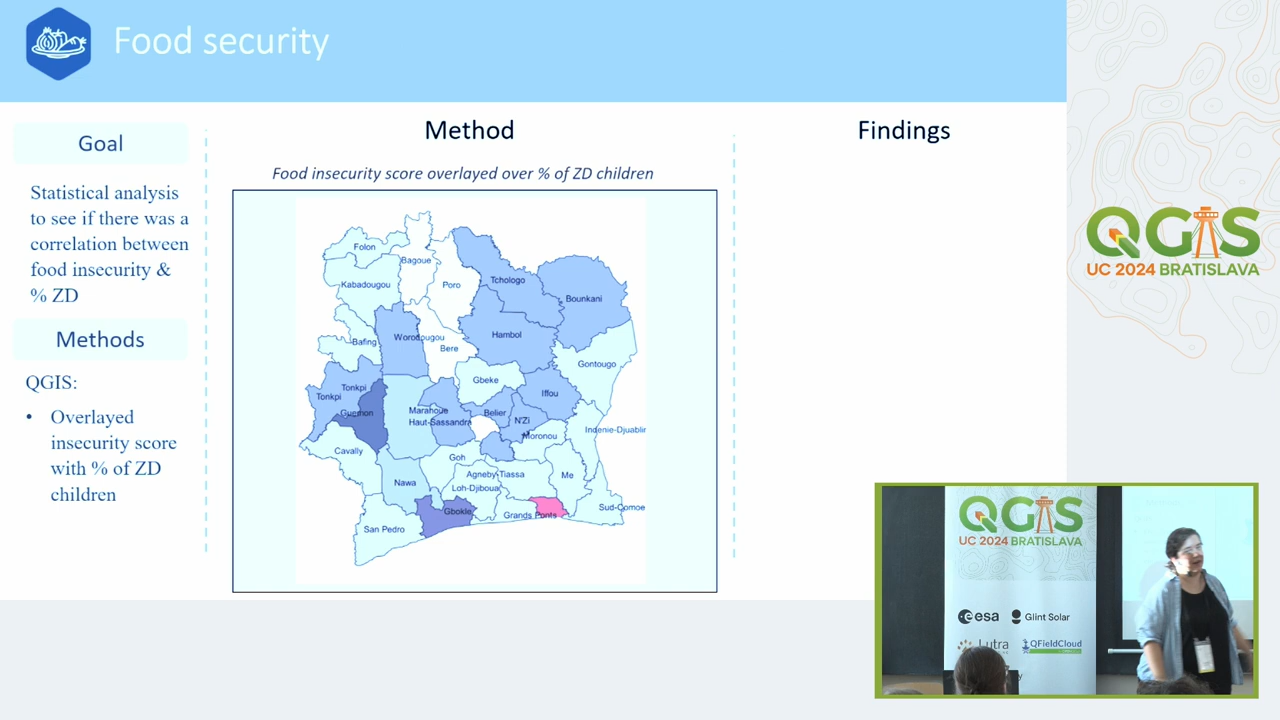 Food security
Goal
Statistical analysis
to see if there was a
correlation between
food insecurity &
% ZD
Methods
QGIS:
• Overlayed
insecurity score
with % of ZD
children
Method
Food insecurity score overlayed over % of ZD children
Folon
Bagoue
Kabadougou
Poro
Tchologo
Bounkani
Bafing
Worodougou
Bere
Hambol
Gontougo
Tonkpi
Tonkpi
Gbeke
Iffou
Guemon
Marahoue
Haut-Sassandra
Belier
N'Zi
Moronou
Indenie-Djuablin
Cavally
Goh
Nawa
Agneby-Tiassa
Loh-Djiboua
Me
San Pedro
Gbokle
Grands Ponts
Sud-Comoe
Findings
QGIS
UC 2024 BRATISLAVA
QGIS
UC 2024 BRATISLAVA
esa
Glint Solar
Lutra
QFieldCloud